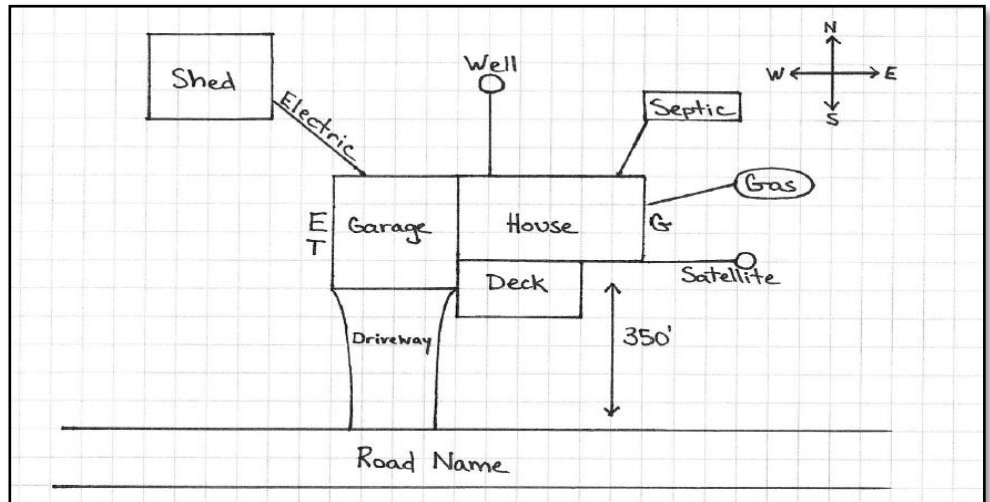 N
Well
Shed
W
E
Septic
S
Electric
Gas
E
T
Garage
House
G
Deck
Satellite
Driveway
350'
Road Name